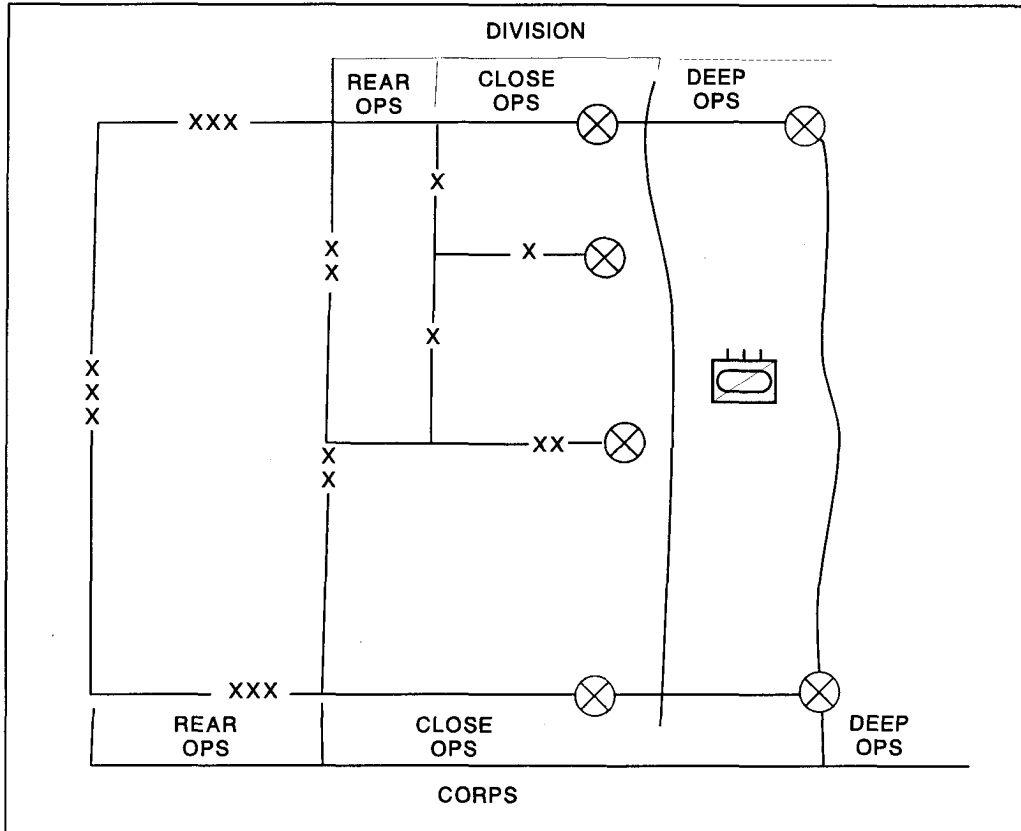 DIVISION
REAR
OPS
CLOSE
OPS
DEEP
OPS
XXX
X
X
X
X
X
X
X
X
X
XX
X
X
XXX
REAR
OPS
CLOSE
OPS
DEEP
OPS
CORPS